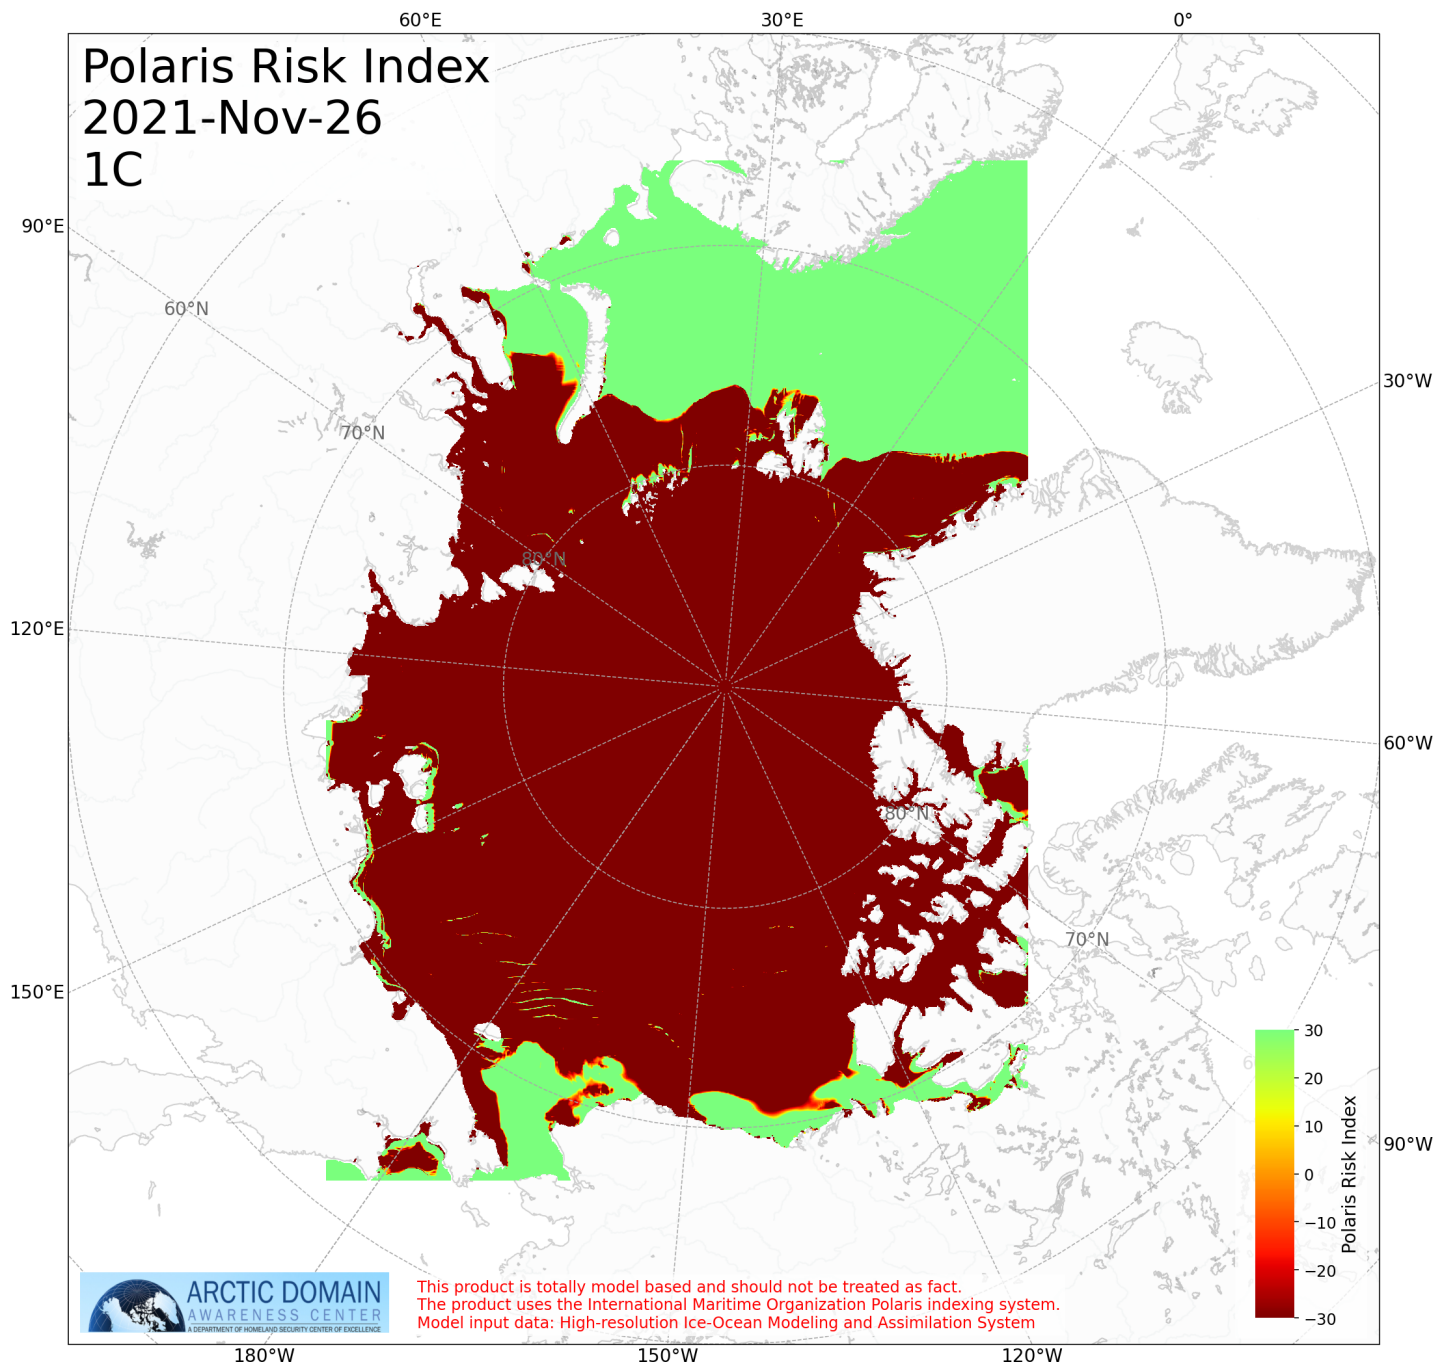 60°E
30°E
0°
Polaris Risk Index
2021-Nov-26
1C
90°E
60°N
30°W
70°N
80°N
120°E
60°W
80°N
70°N
150°E
30
20
10
0
−10
−20
−30
Polaris Risk Index
90°W
ARCTIC DOMAIN
AWARENESS CENTER
A DEPARTMENT OF HOMELAND SECURITY CENTER OF EXCELLENCE
This product is totally model based and should not be treated as fact.
The product uses the International Maritime Organization Polaris indexing system.
Model input data: High-resolution Ice-Ocean Modeling and Assimilation System
180°W
150°W
120°W